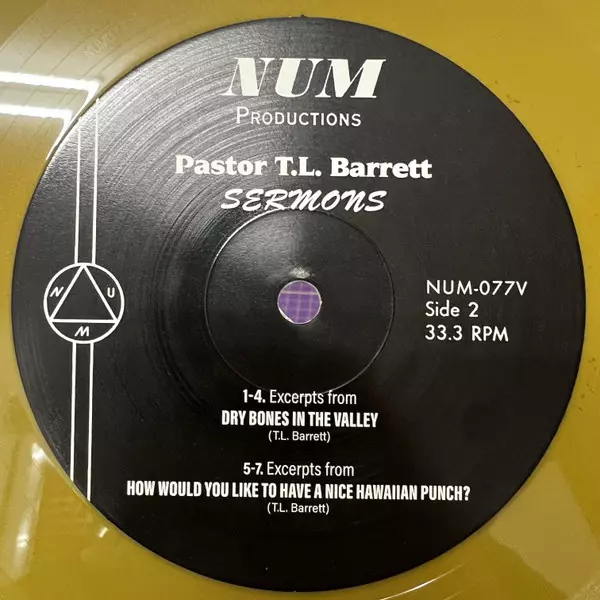 NUM
PRODUCTIONS
Pastor T.L. Barrett
SERMONS
N U
M
NUM-077V
Side 2
33.3 RPM
1-4. Excerpts from
DRY BONES IN THE VALLEY
(T.L. Barrett)
5-7. Excerpts from
HOW WOULD YOU LIKE TO HAVE A NICE HAWAIIAN PUNCH?
(T.L. Barrett)